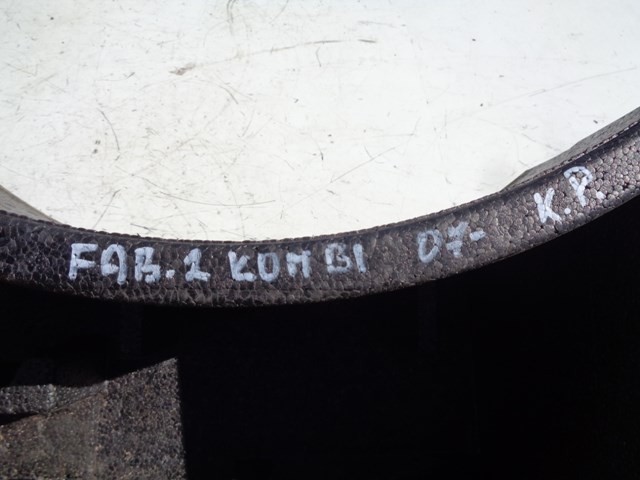 FAB.1 KOMBI 07- K.P.